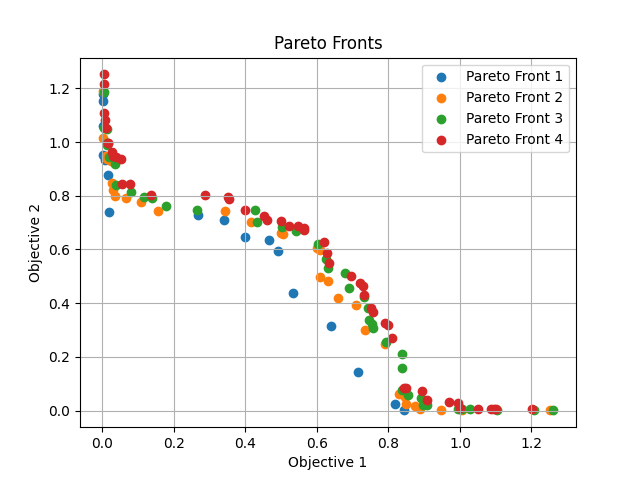 Pareto Fronts
Pareto Front 1
Pareto Front 2
Pareto Front 3
Pareto Front 4
Objective 2
1.2
1.0
0.8
0.6
0.4
0.2
0.0
0.0 0.2 0.4 0.6 0.8 1.0 1.2
Objective 1